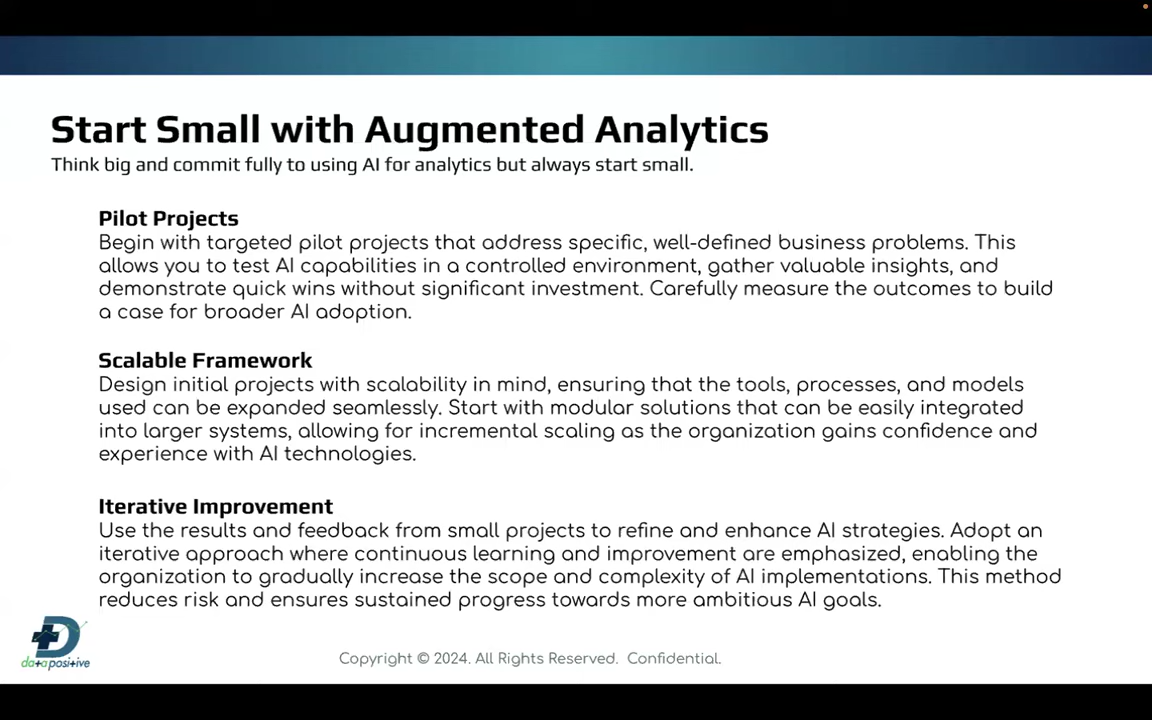 Start Small with Augmented Analytics
Think big and commit fully to using AI for analytics but always start small.
Pilot Projects
Begin with targeted pilot projects that address specific, well-defined business problems. This
allows you to test AI capabilities in a controlled environment, gather valuable insights, and
demonstrate quick wins without significant investment. Carefully measure the outcomes to build
a case for broader AI adoption.
Scalable Framework
Design initial projects with scalability in mind, ensuring that the tools, processes, and models
used can be expanded seamlessly. Start with modular solutions that can be easily integrated
into larger systems, allowing for incremental scaling as the organization gains confidence and
experience with AI technologies.
Iterative Improvement
Use the results and feedback from small projects to refine and enhance AI strategies. Adopt an
iterative approach where continuous learning and improvement are emphasized, enabling the
organization to gradually increase the scope and complexity of AI implementations. This method
reduces risk and ensures sustained progress towards more ambitious AI goals.
data positive
Copyright © 2024. All Rights Reserved. Confidential.